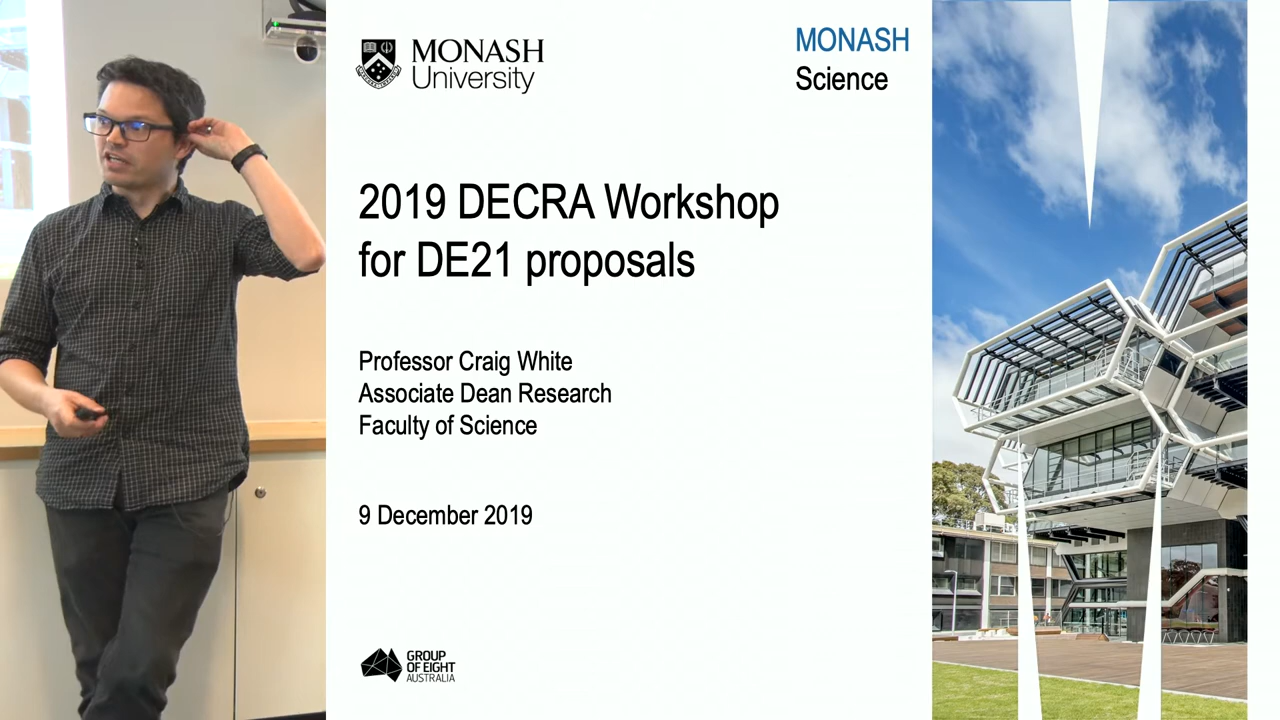 MONASH
University
MONASH
Science
2019 DECRA Workshop
for DE21 proposals
Professor Craig White
Associate Dean Research
Faculty of Science
9 December 2019
GROUP
OF EIGHT
AUSTRALIA